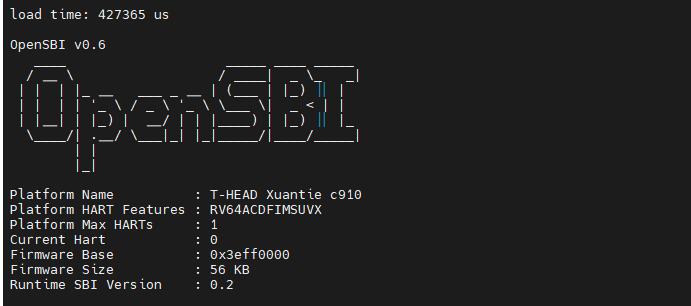 load time: 427365 us
OpenSBI v0.6
OpenSBI
Platform Name : T-HEAD Xuantie c910
Platform HART Features : RV64ACDFIMSUVX
Platform Max HARTs : 1
Current Hart : 0
Firmware Base : 0x3eff0000
Firmware Size : 56 KB
Runtime SBI Version : 0.2